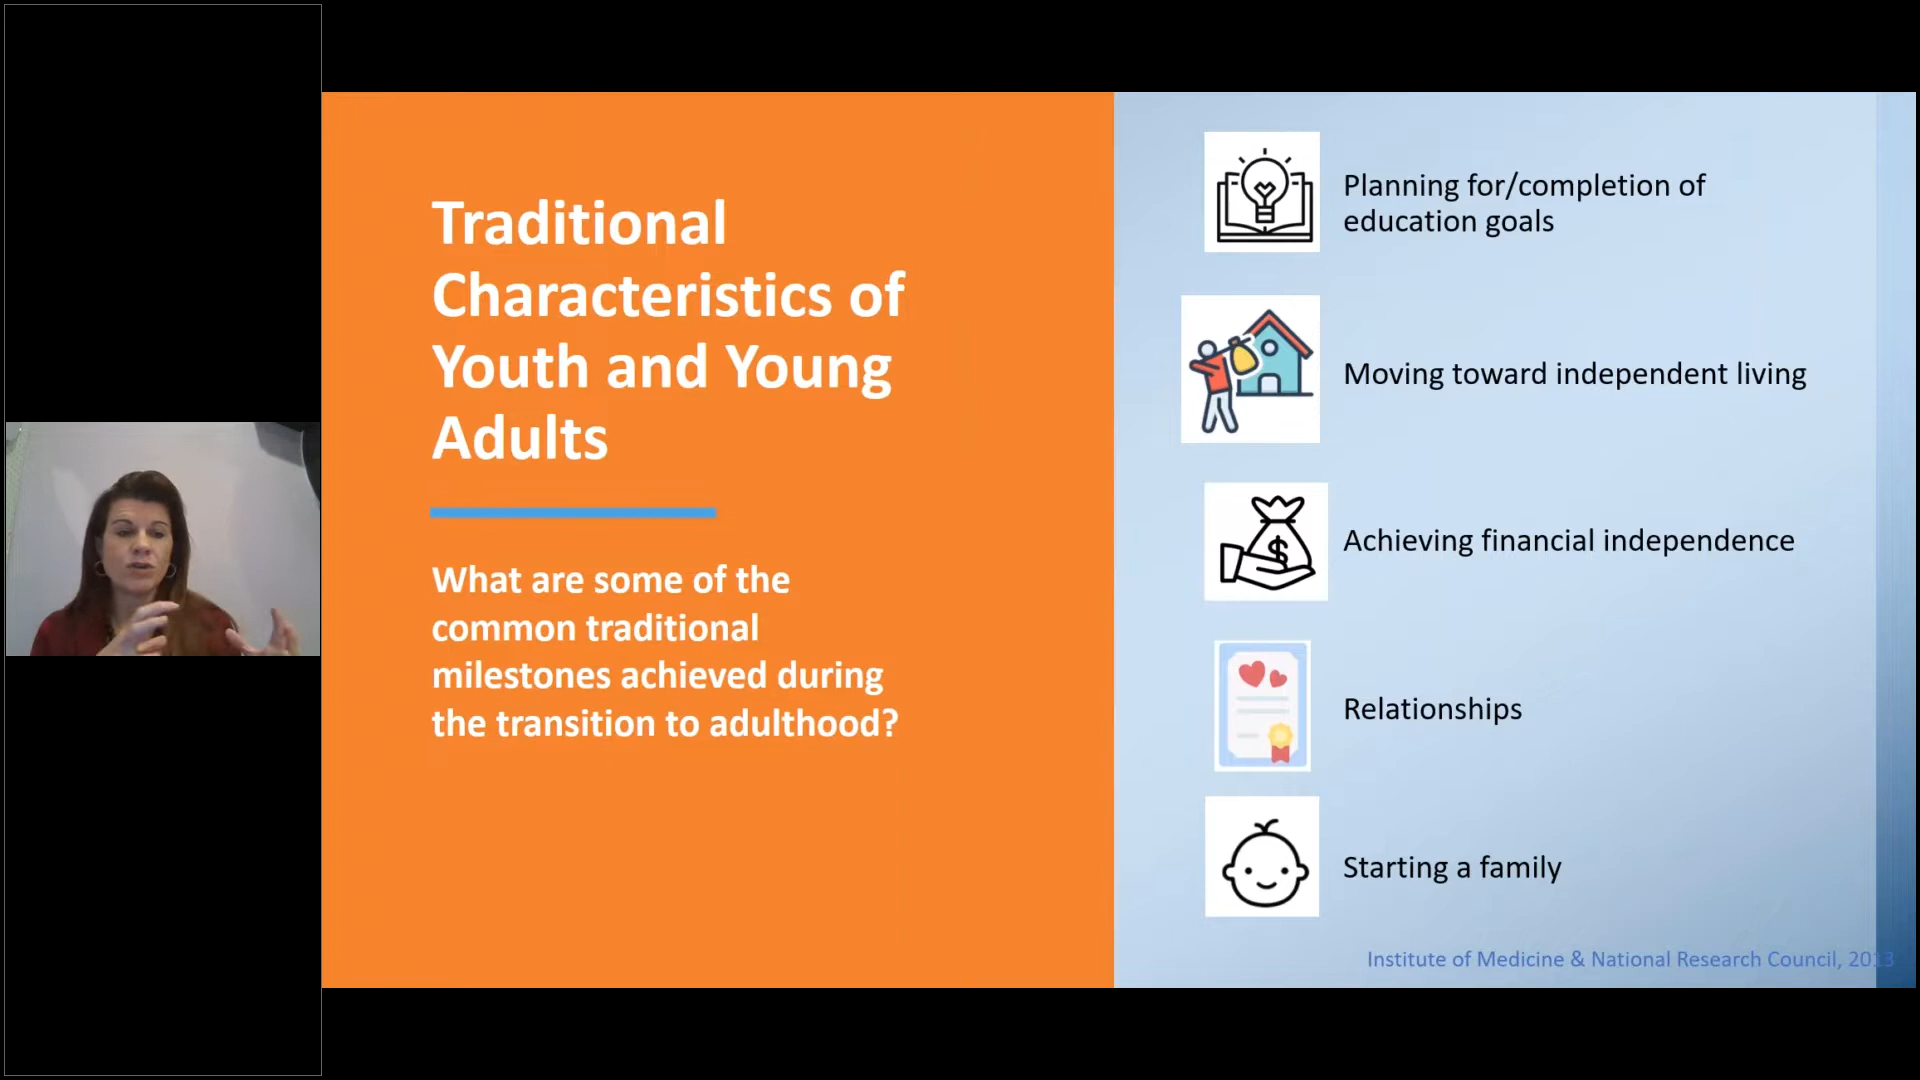 Traditional
Characteristics of
Youth and Young
Adults
What are some of the
common traditional
milestones achieved during
the transition to adulthood?
Planning for/completion of
education goals
Moving toward independent living
$
Achieving financial independence
Relationships
Starting a family
Institute of Medicine & National Research Council, 2013